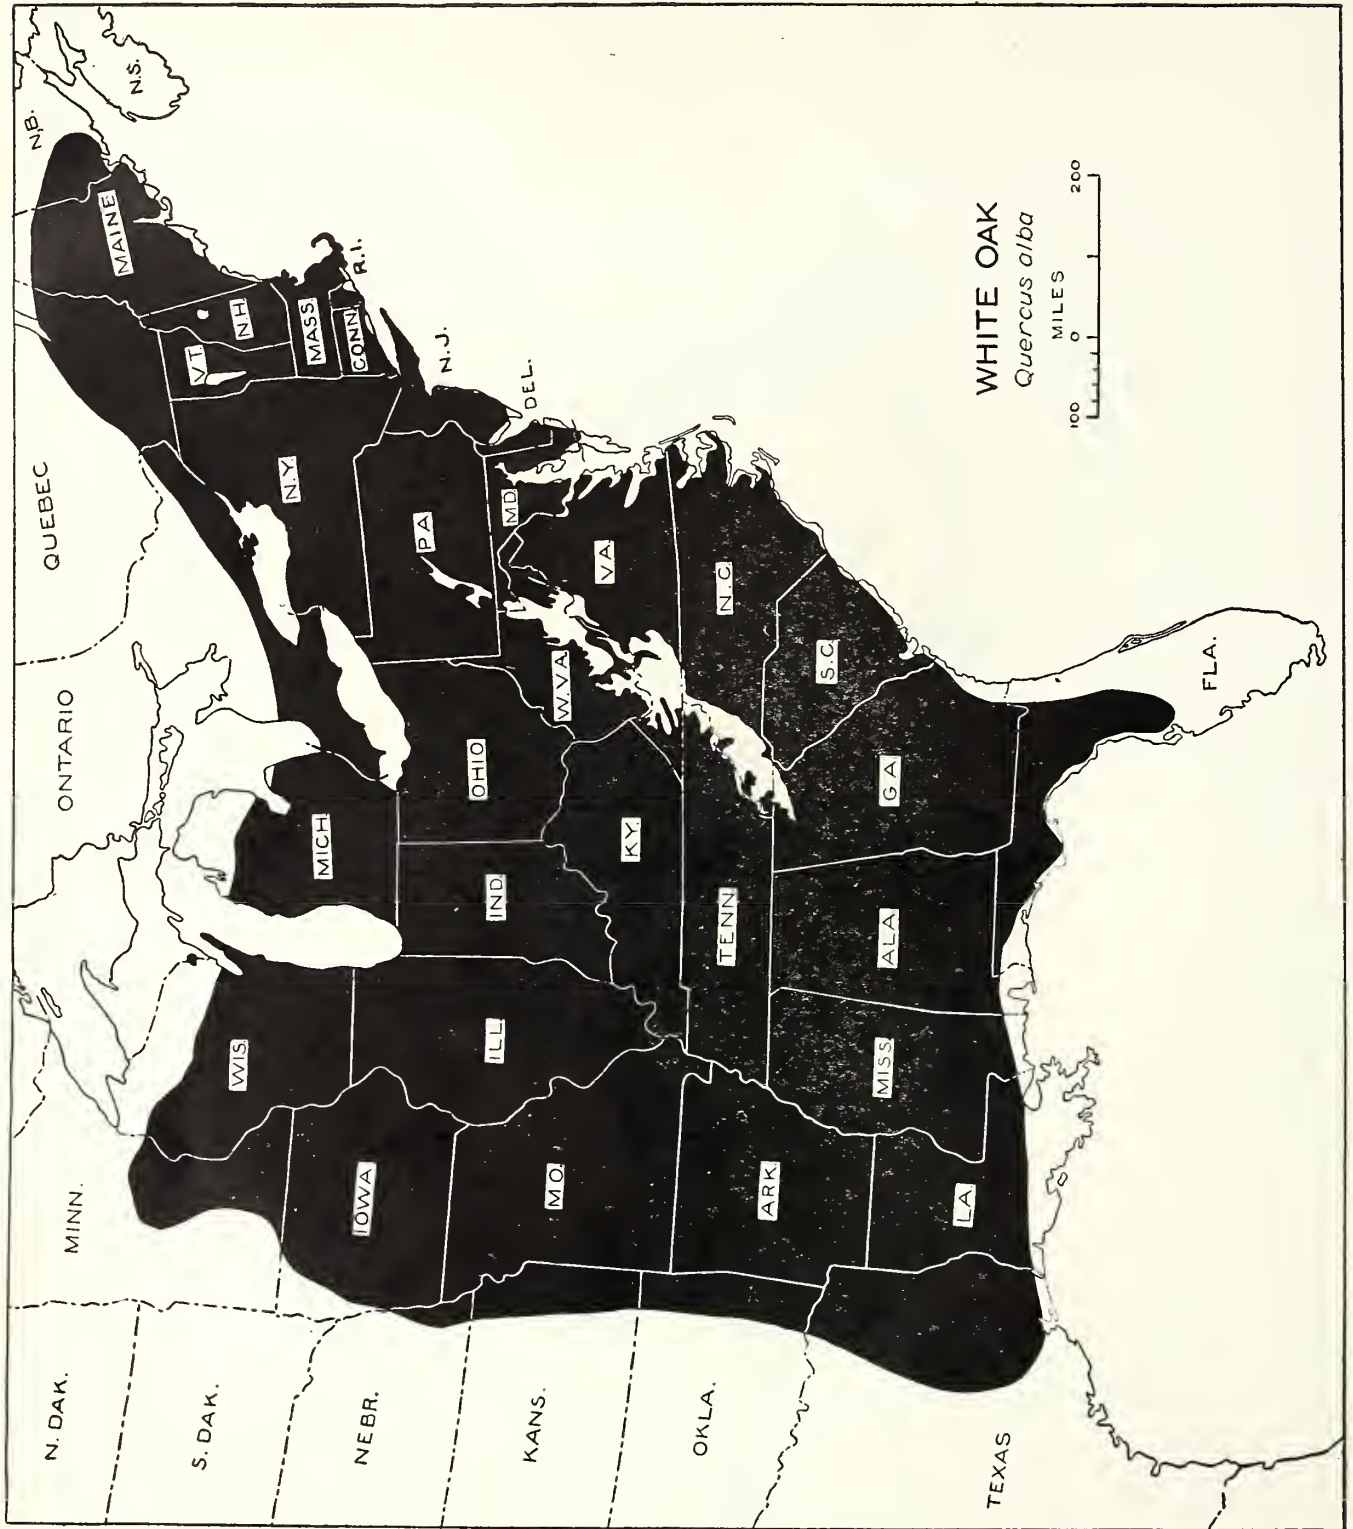 QUEBEC
N.B.
N.S.
ONTARIO
MAINE
V.T.
N.H.
MASS.
CONN.
R.I.
N.Y.
N.J.
PA.
DEL.
MD.
MINN.
WIS.
MICH.
N. DAK.
S. DAK.
NEBR.
IOWA
ILL.
IND.
OHIO
W.VA.
VA.
KANS.
MO.
KY.
TENN.
N.C.
S.C.
OKLA.
ARK.
MISS.
ALA.
GA.
TEXAS
LA.
FLA.
WHITE OAK
Quercus alba
MILES
100 0 200